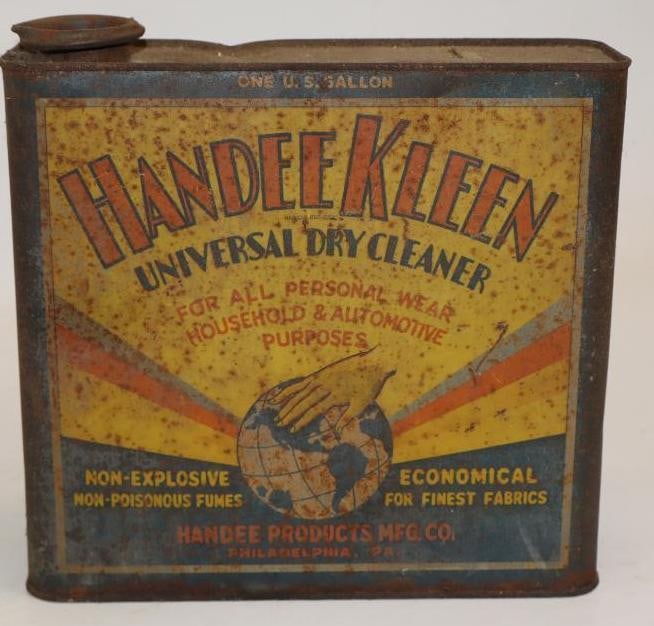 ONE U.S. GALLON
HANDEE KLEEN
UNIVERSAL DRY CLEANER
FOR ALL PERSONAL WEAR
HOUSEHOLD & AUTOMOTIVE
PURPOSES
NON-EXPLOSIVE
NON-POISONOUS FUMES
ECONOMICAL
FOR FINEST FABRICS
HANDEE PRODUCTS MFG. CO.
PHILADELPHIA, PA.